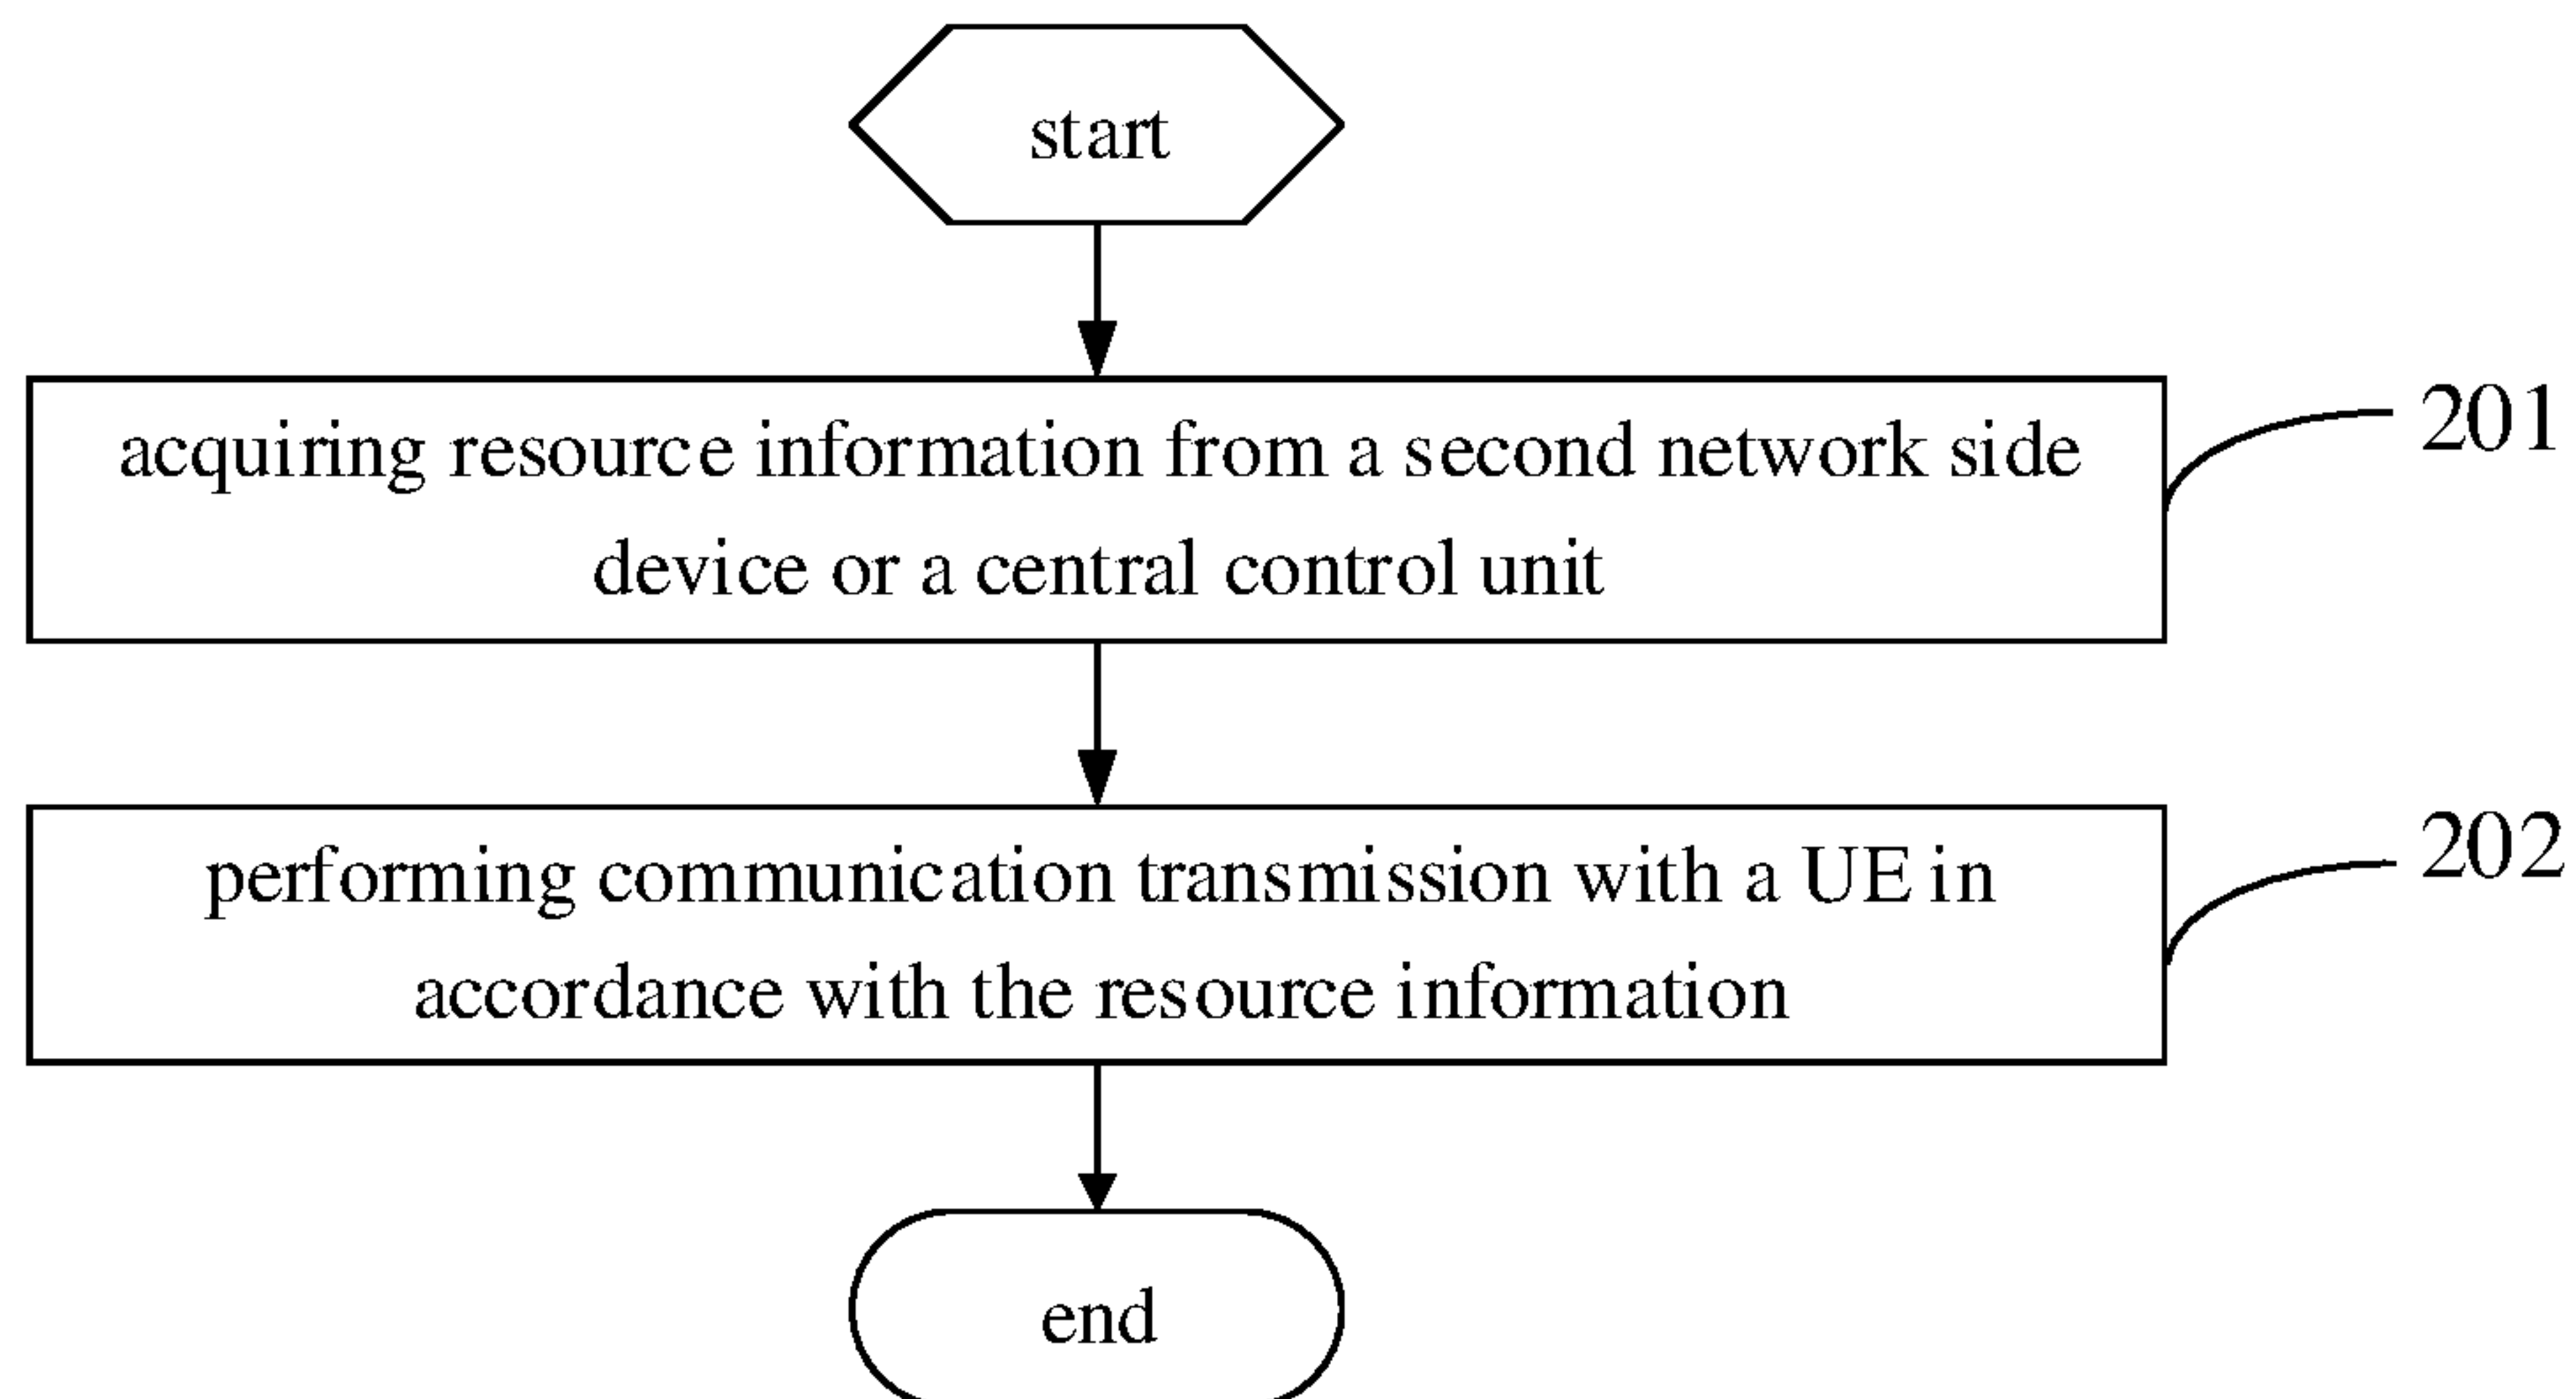 start
acquiring resource information from a second network side
device or a central control unit
201
performing communication transmission with a UE in
accordance with the resource information
202
end